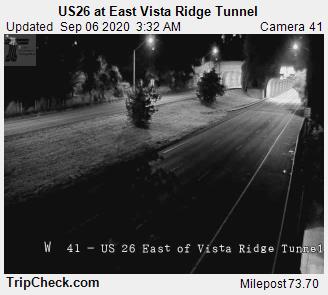 US26 at East Vista Ridge Tunnel
Updated Sep 06 2020 3:32 AM Camera 41
W 41 - US 26 East of Vista Ridge Tunnel
TripCheck.com Milepost 73.70